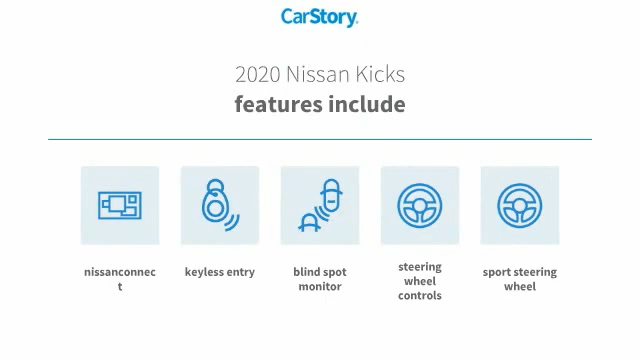 CarStory.
2020 Nissan Kicks
features include
nissanconnec
t
keyless entry
blind spot
monitor
steering
wheel
controls
sport steering
wheel